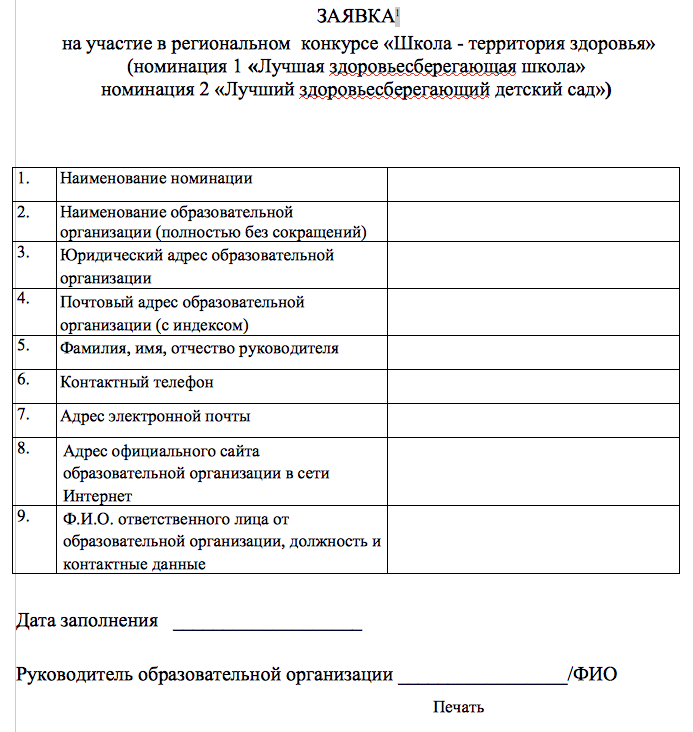 ЗАЯВКА1
на участие в региональном конкурсе «Школа - территория здоровья»
(номинация 1 «Лучшая здоровьесберегающая школа»
номинация 2 «Лучший здоровьесберегающий детский сад»)
1. Наименование номинации
2. Наименование образовательной
организации (полностью без сокращений)
3. Юридический адрес образовательной
организации
4. Почтовый адрес образовательной
организации (с индексом)
5. Фамилия, имя, отчество руководителя
6. Контактный телефон
7. Адрес электронной почты
8. Адрес официального сайта
образовательной организации в сети
Интернет
9. Ф.И.О. ответственного лица от
образовательной организации, должность и
контактные данные
Дата заполнения ___________________
Руководитель образовательной организации _________________/ФИО
Печать